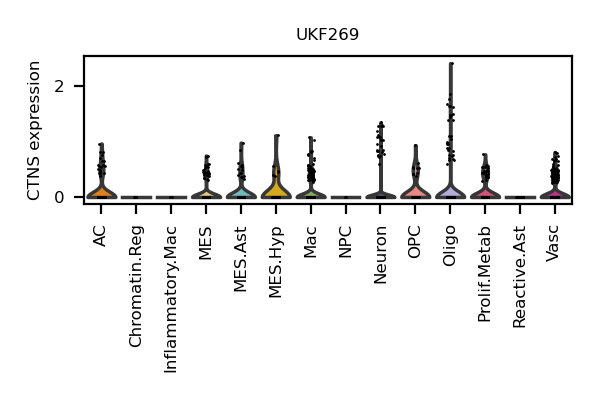 UKF269
CTNS expression
2
0
AC
Chromatin.Reg
Inflammatory.Mac
MES
MES.Ast
MES.Hyp
Mac
NPC
Neuron
OPC
Oligo
Prolif.Metab
Reactive.Ast
Vasc